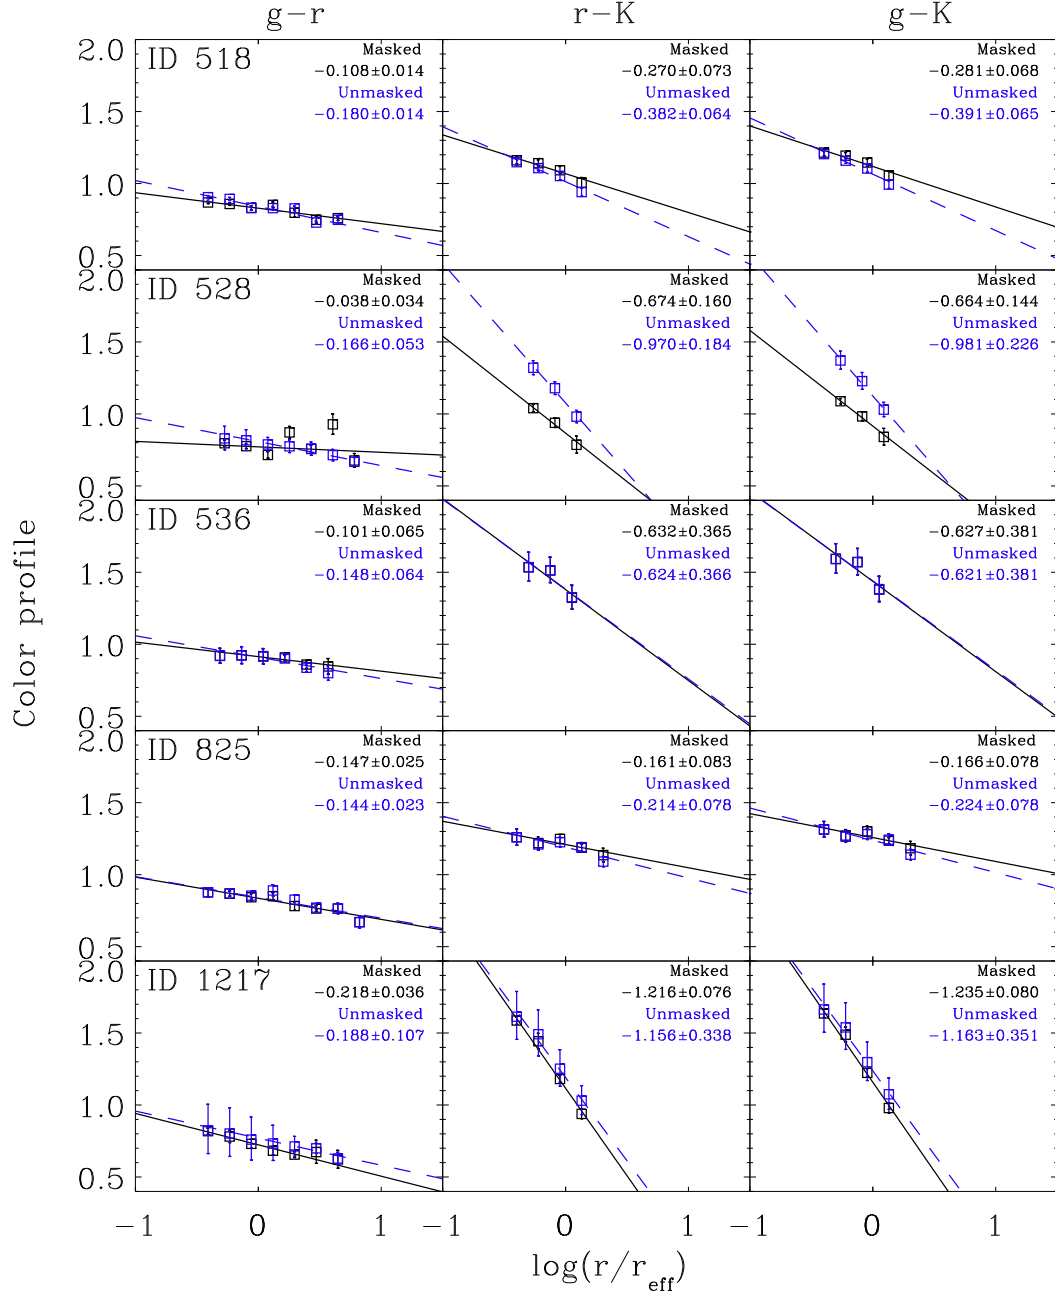 g−r r−K g−K
2.0 ID 518 Masked Masked Masked
−0.108±0.014 −0.270±0.073 −0.281±0.068
Unmasked Unmasked Unmasked
1.5 −0.180±0.014 −0.382±0.064 −0.391±0.065
1.0
0.5
2.0 ID 528 Masked Masked Masked
−0.038±0.034 −0.674±0.160 −0.664±0.144
Unmasked Unmasked Unmasked
1.5 −0.166±0.053 −0.970±0.184 −0.981±0.226
1.0
0.5
2.0 ID 536 Masked Masked Masked
−0.101±0.065 −0.632±0.365 −0.627±0.381
Unmasked Unmasked Unmasked
1.5 −0.148±0.064 −0.624±0.366 −0.621±0.381
1.0
0.5
Color profile
2.0 ID 825 Masked Masked Masked
−0.147±0.025 −0.161±0.083 −0.166±0.078
Unmasked Unmasked Unmasked
1.5 −0.144±0.023 −0.214±0.078 −0.224±0.078
1.0
0.5
2.0 ID 1217 Masked Masked Masked
−0.218±0.036 −1.216±0.076 −1.235±0.080
Unmasked Unmasked Unmasked
1.5 −0.188±0.107 −1.156±0.338 −1.163±0.351
1.0
0.5
−1 0 1 −1 0 1 −1 0 1
log(r/r_eff)